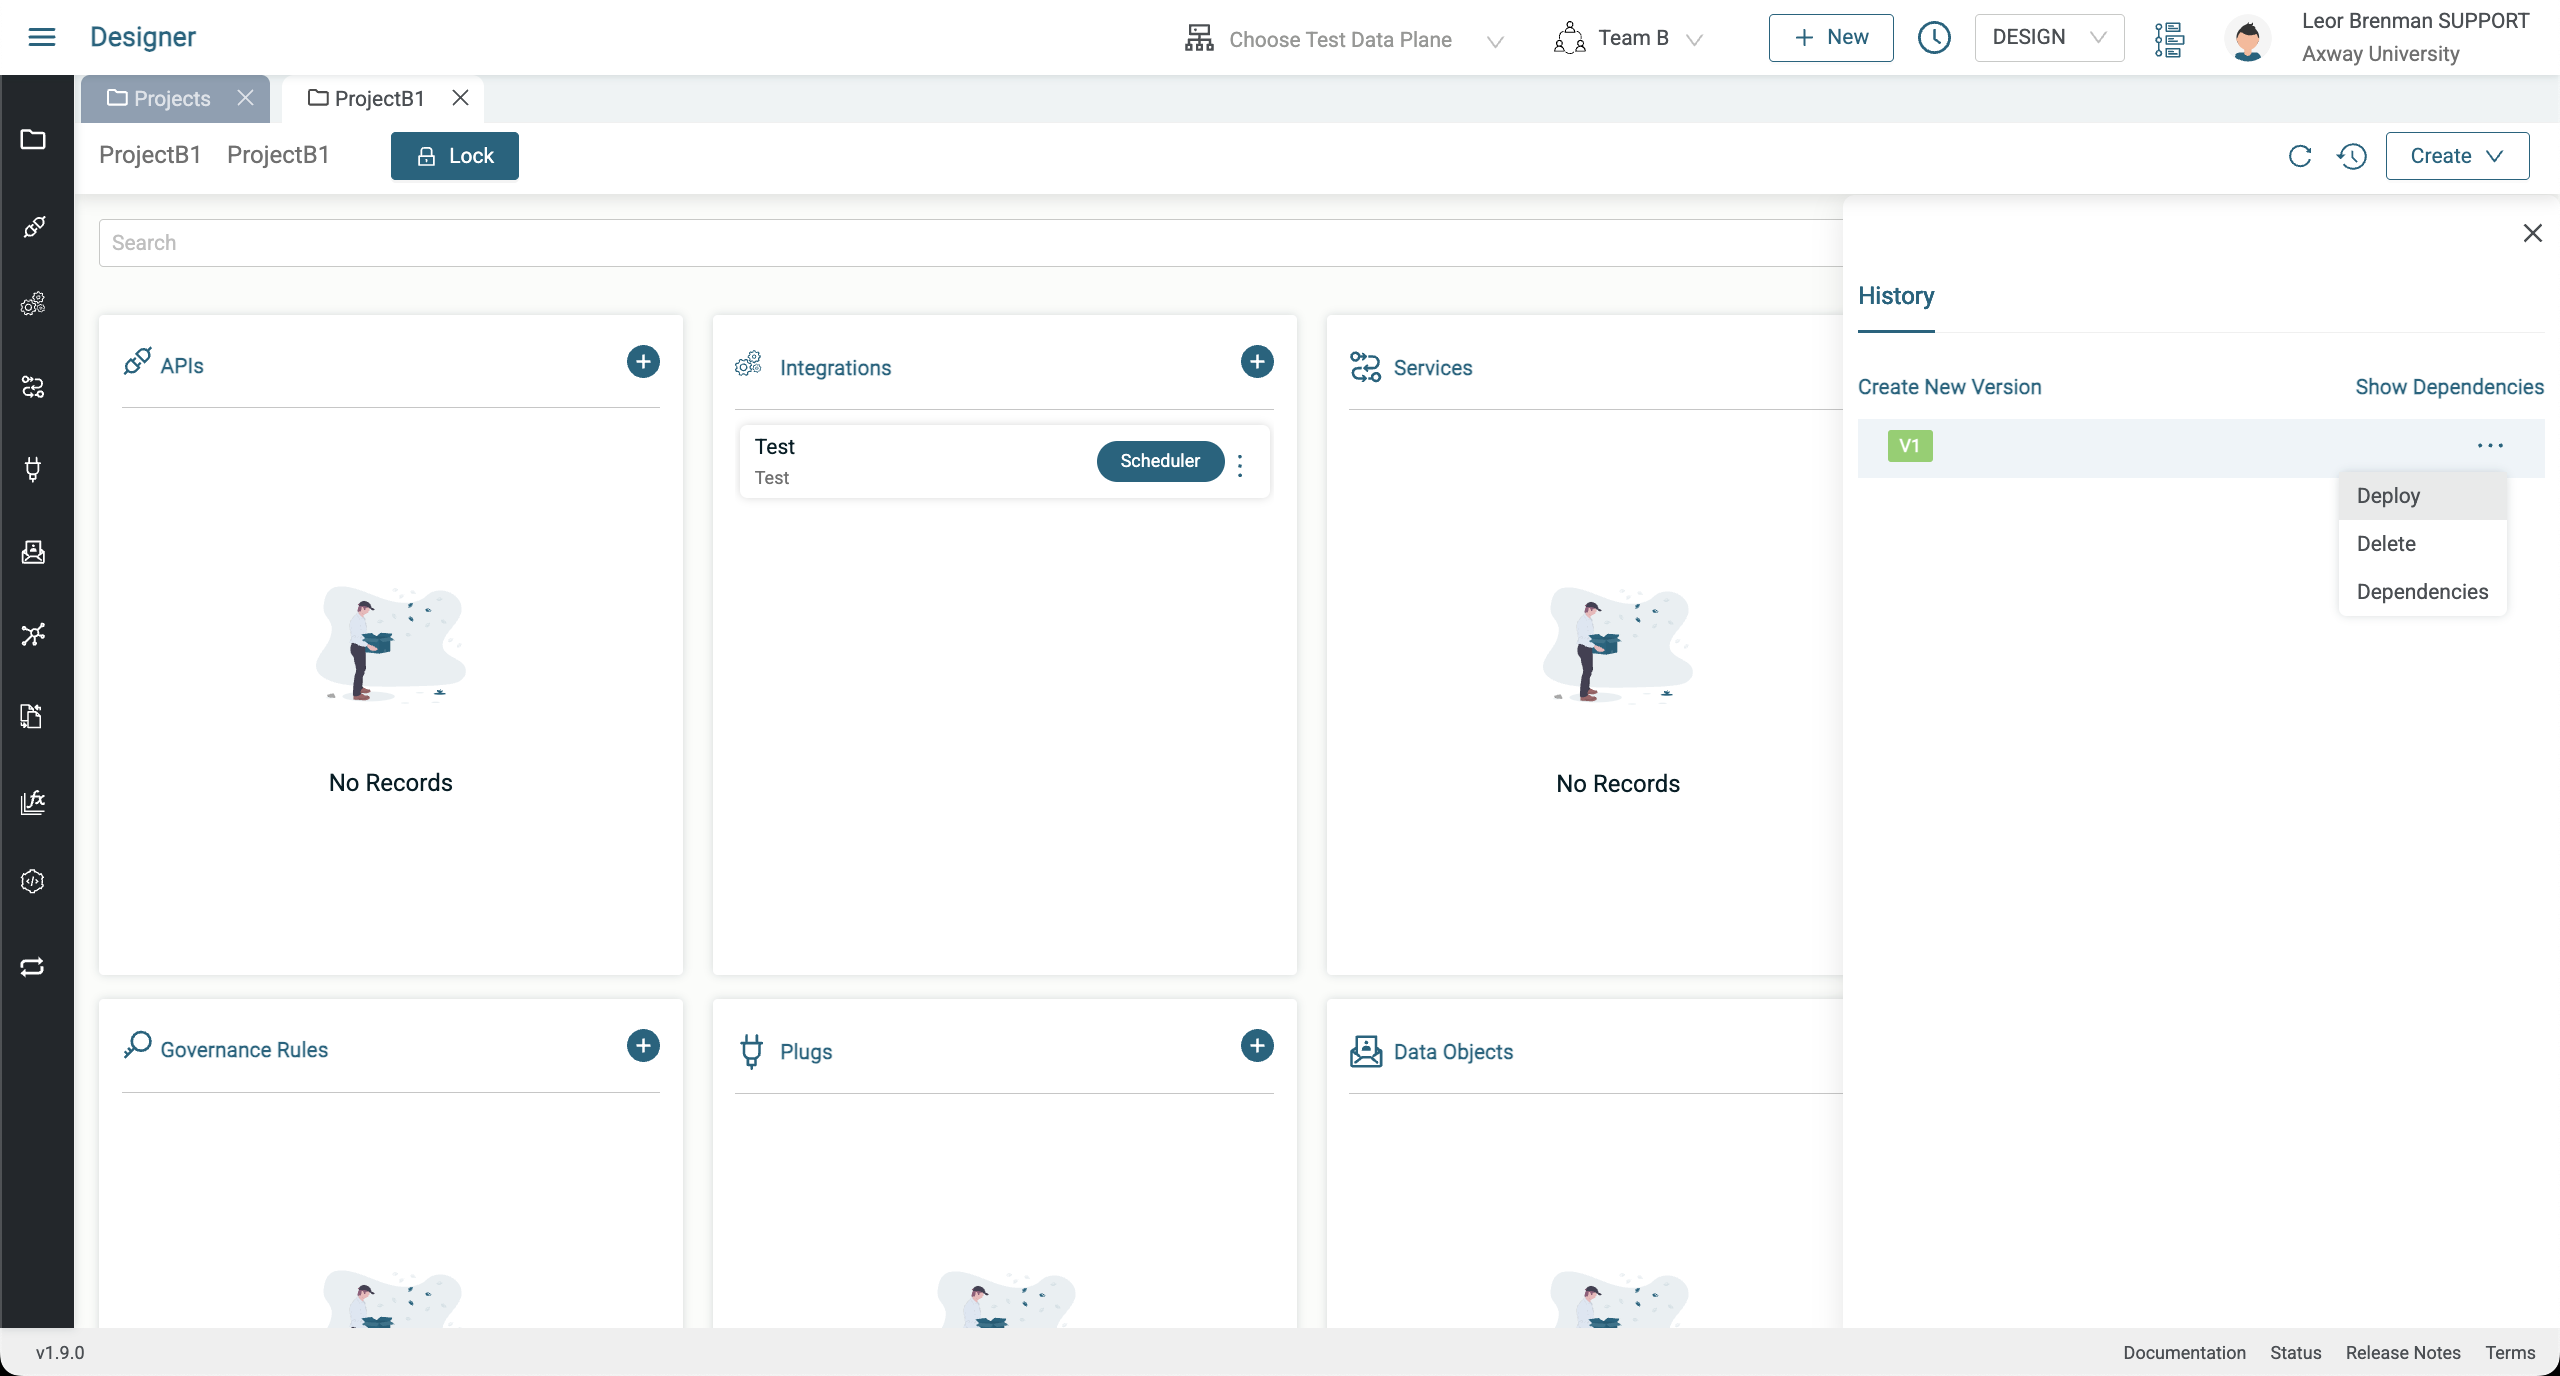 Designer
Choose Test Data Plane
Team B
New
DESIGN
Leor Brenman SUPPORT
Axway University
Projects
ProjectB1
ProjectB1 ProjectB1
Lock
Create
Search
History
Create New Version
Show Dependencies
V1
Deploy
Delete
Dependencies
APIs
No Records
Integrations
Test
Test
Scheduler
Services
No Records
Governance Rules
Plugs
Data Objects
v1.9.0
Documentation Status Release Notes Terms